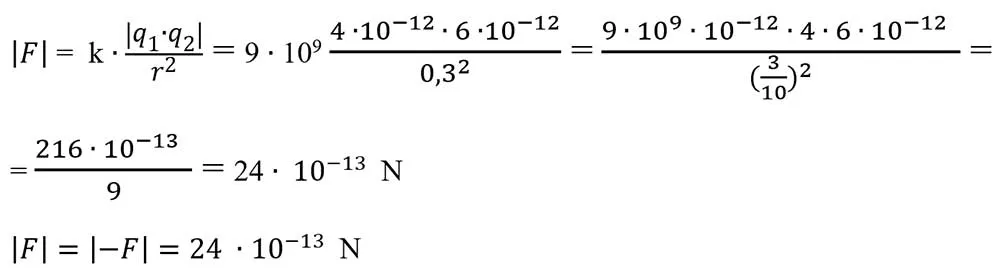 |F| = k · |q₁·q₂|/r² = 9 · 10⁹ 4 ·10⁻¹² · 6 ·10⁻¹²/0,3² = 9 · 10⁹ · 10⁻¹² · 4 · 6 · 10⁻¹²/(3/10)² =
= 216 · 10⁻¹³/9 = 24 · 10⁻¹³ N
|F| = |−F| = 24 · 10⁻¹³ N